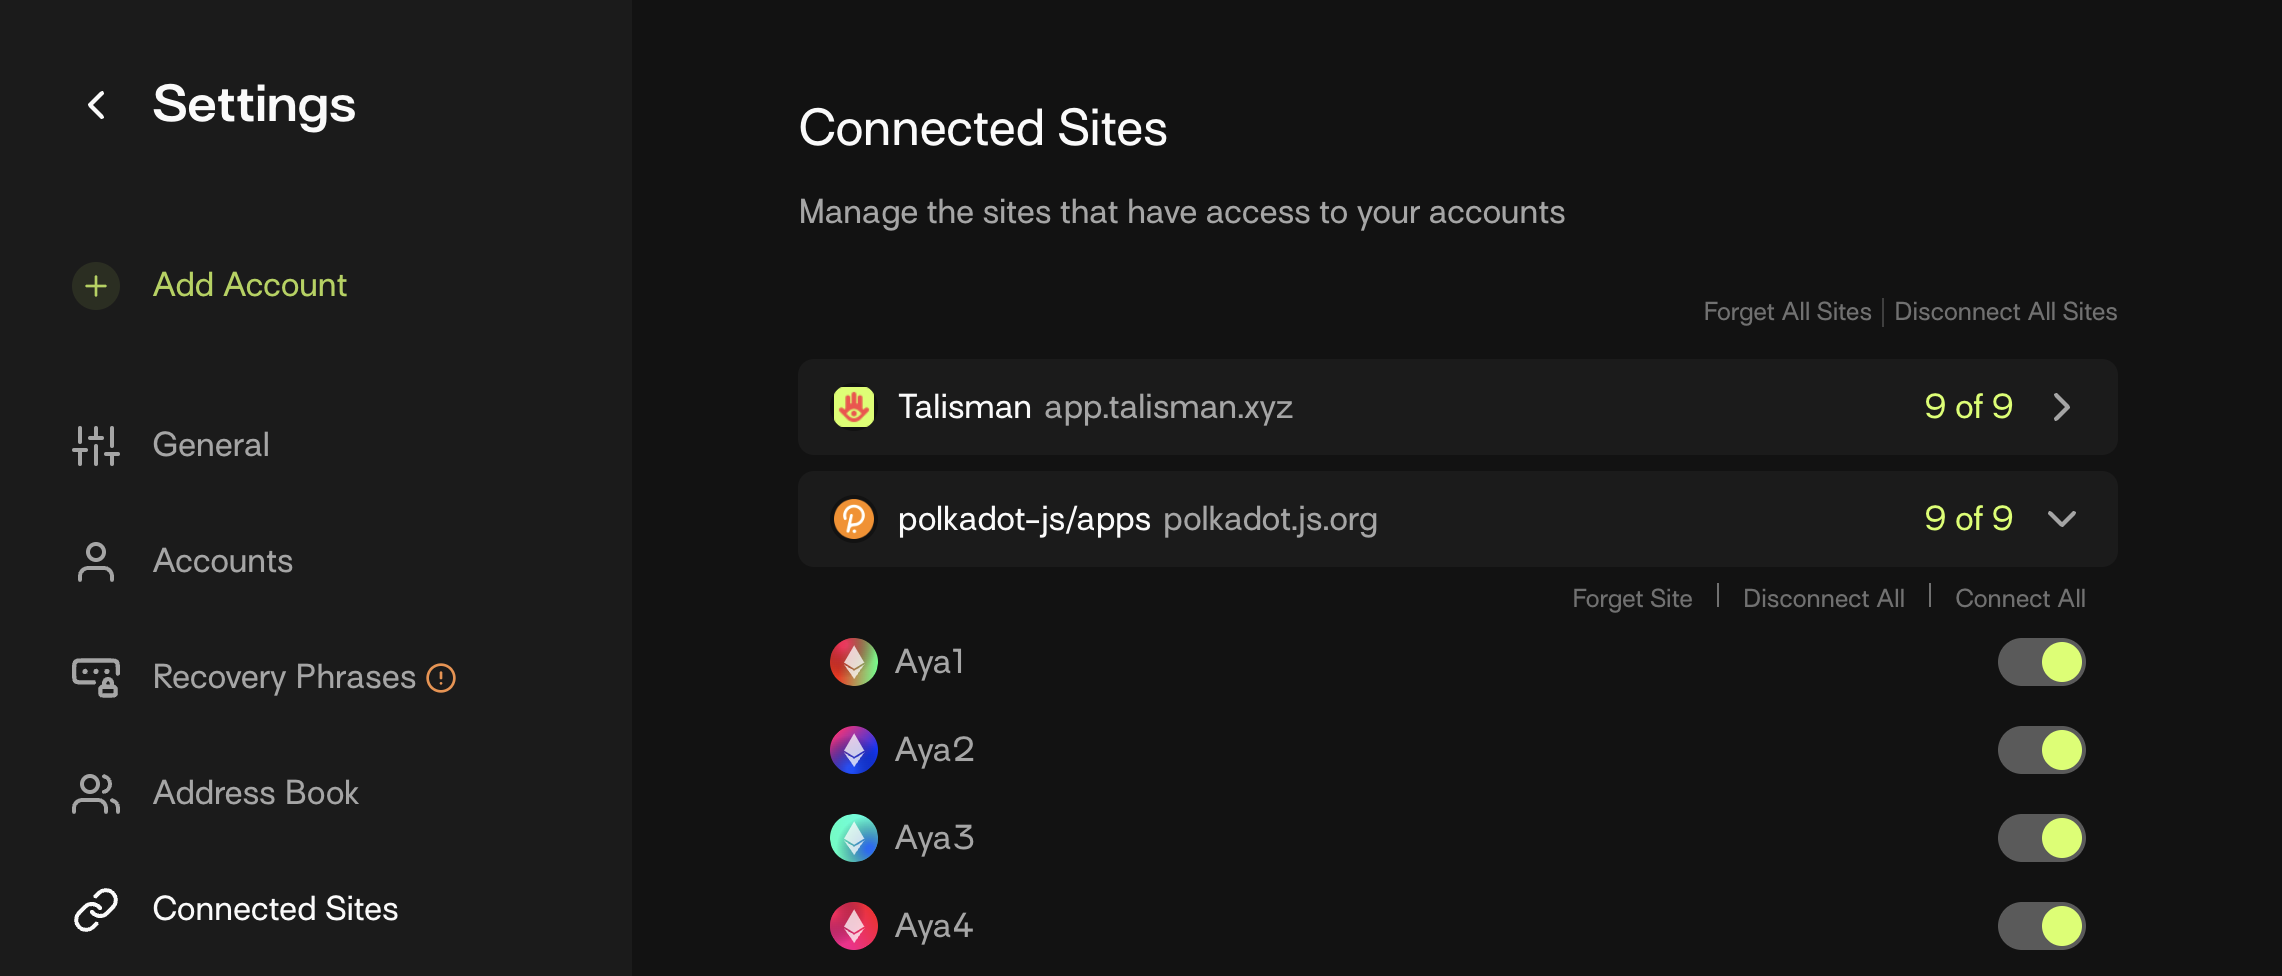 Settings
Add Account
General
Accounts
Recovery Phrases
Address Book
Connected Sites
Connected Sites
Manage the sites that have access to your accounts
Forget All Sites | Disconnect All Sites
Talisman app.talisman.xyz 9 of 9
polkadot-js/apps polkadot.js.org 9 of 9
Forget Site | Disconnect All | Connect All
Aya1
Aya2
Aya3
Aya4